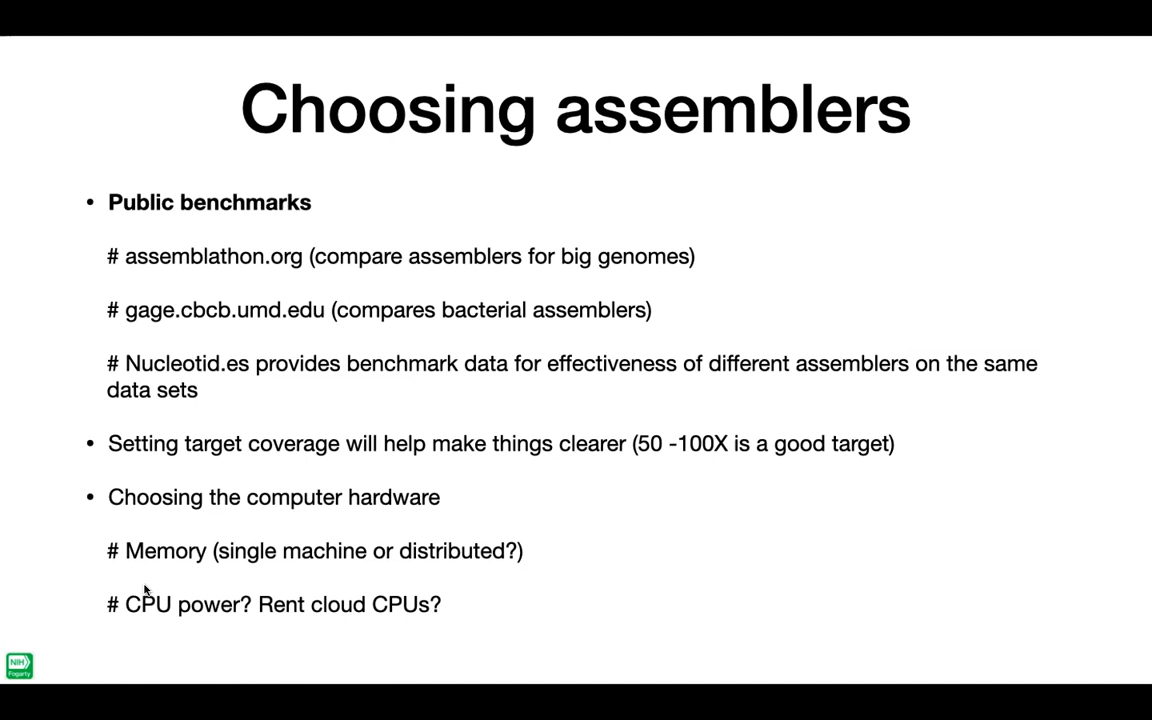 Choosing assemblers
• Public benchmarks
# assemblathon.org (compare assemblers for big genomes)
# gage.cbcb.umd.edu (compares bacterial assemblers)
# Nucleotid.es provides benchmark data for effectiveness of different assemblers on the same
data sets
• Setting target coverage will help make things clearer (50 -100X is a good target)
• Choosing the computer hardware
# Memory (single machine or distributed?)
# CPU power? Rent cloud CPUs?
NIH
Fogarty